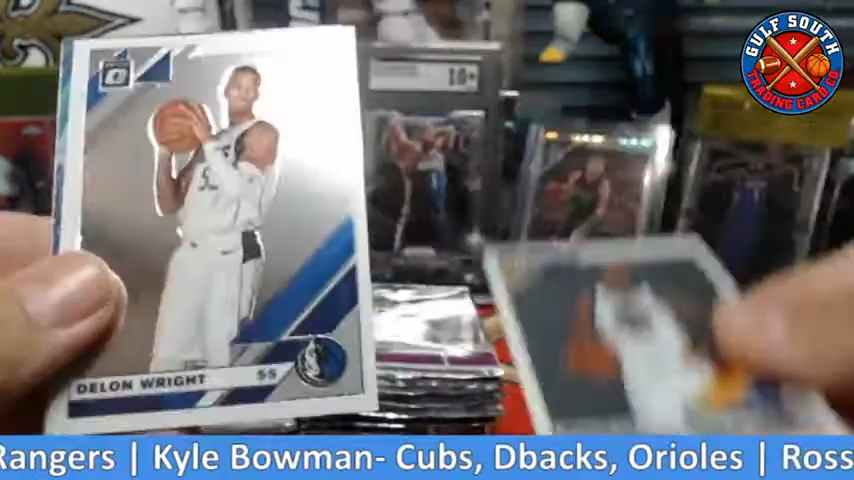 GULF SOUTH
TRADING CARD CO
10+
DELON WRIGHT 55
Rangers | Kyle Bowman- Cubs, Dbacks, Orioles | Ross